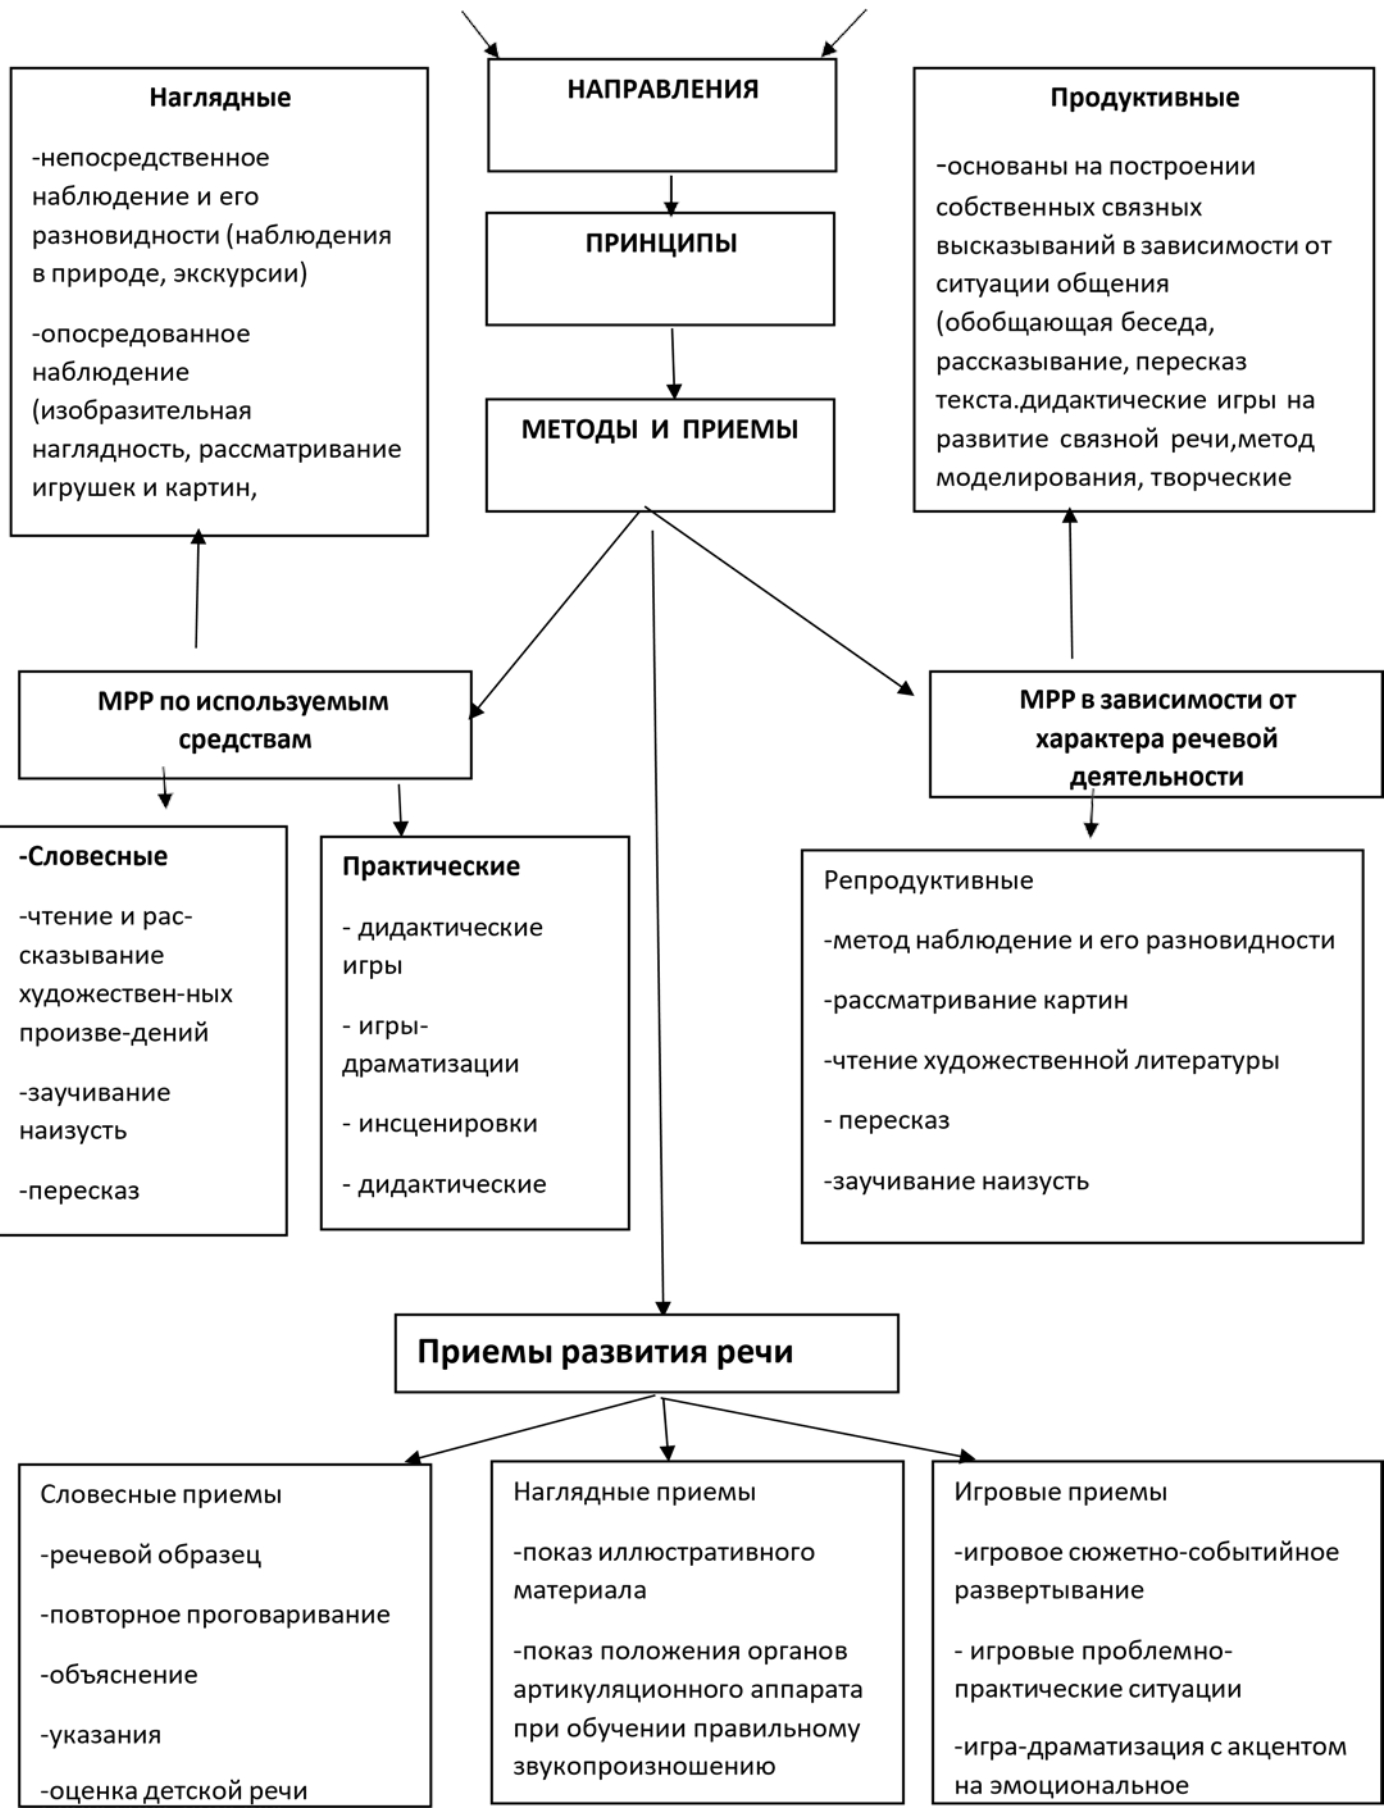 НАПРАВЛЕНИЯ
Наглядные
-непосредственное
наблюдение и его
разновидности (наблюдения
в природе, экскурсии)
-опосредованное
наблюдение
(изобразительная
наглядность, рассматривание
игрушек и картин,
ПРИНЦИПЫ
МЕТОДЫ И ПРИЕМЫ
Продуктивные
-основаны на построении
собственных связных
высказываний в зависимости от
ситуации общения
(обобщающая беседа,
рассказывание, пересказ
текста.дидактические игры на
развитие связной речи,метод
моделирования, творческие
МРР по используемым
средствам
МРР в зависимости от
характера речевой
деятельности
-Словесные
-чтение и рас-
сказывание
художествен-ных
произве-дений
-заучивание
наизусть
-пересказ
Практические
- дидактические
игры
- игры-
драматизации
- инсценировки
- дидактические
Репродуктивные
-метод наблюдение и его разновидности
-рассматривание картин
-чтение художественной литературы
- пересказ
-заучивание наизусть
Приемы развития речи
Словесные приемы
-речевой образец
-повторное проговаривание
-объяснение
-указания
-оценка детской речи
Наглядные приемы
-показ иллюстративного
материала
-показ положения органов
артикуляционного аппарата
при обучении правильному
звукопроизношению
Игровые приемы
-игровое сюжетно-событийное
развертывание
- игровые проблемно-
практические ситуации
-игра-драматизация с акцентом
на эмоциональное